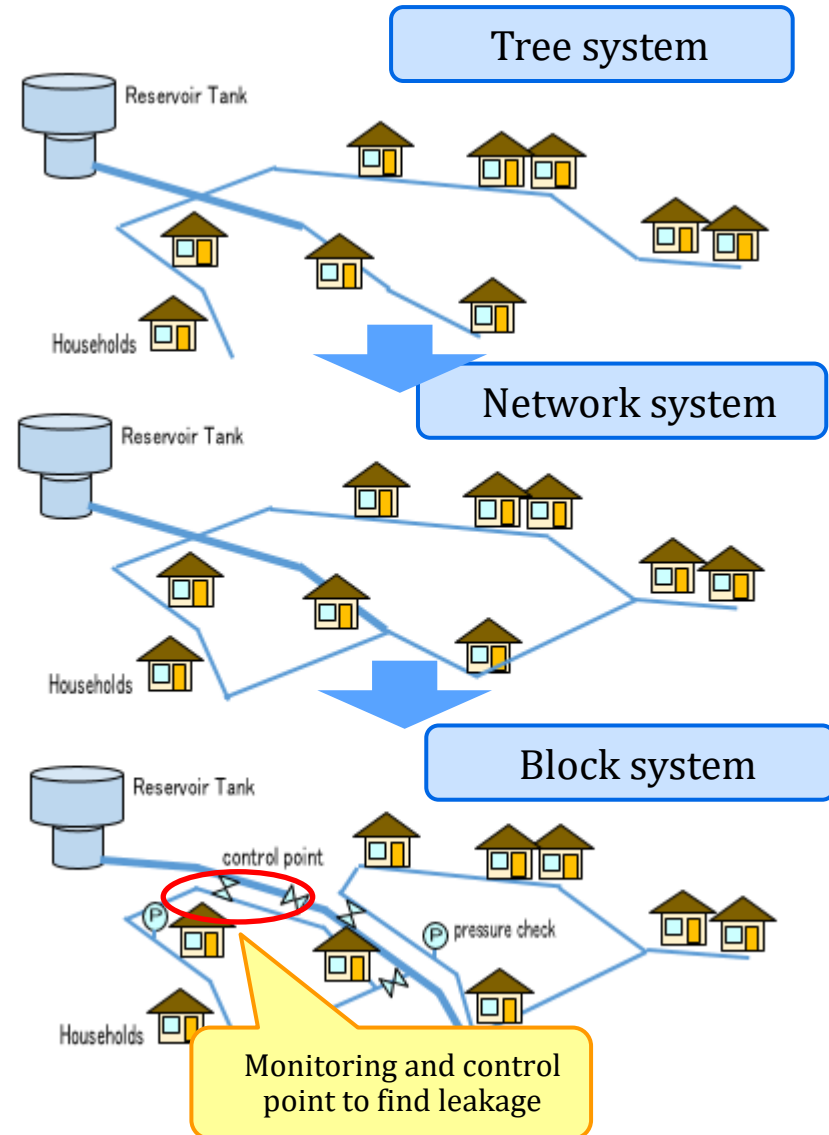 Tree system
Reservoir Tank
Households
Network system
Reservoir Tank
Households
Block system
Reservoir Tank
control point
P
P pressure check
Households
Monitoring and control
point to find leakage